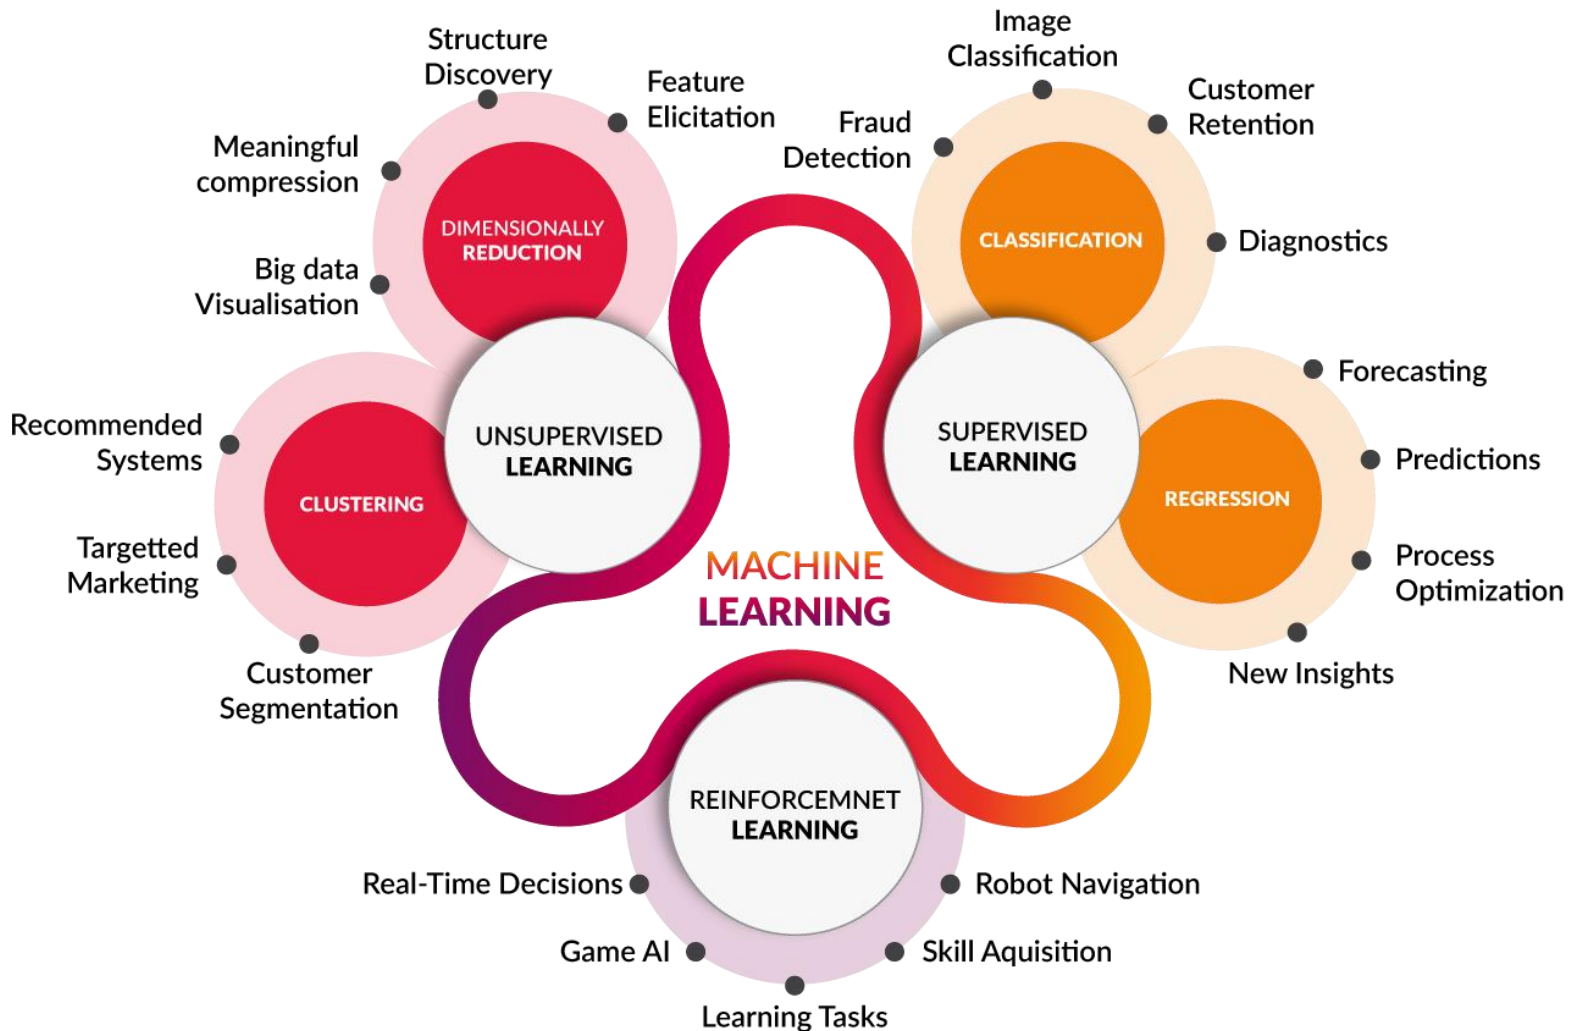 Structure
Discovery
Feature
Elicitation
Meaningful
compression
Big data
Visualisation
DIMENSIONALLY
REDUCTION
Recommended
Systems
Targetted
Marketing
Customer
Segmentation
CLUSTERING
UNSUPERVISED
LEARNING
Image
Classification
Customer
Retention
Fraud
Detection
Diagnostics
CLASSIFICATION
SUPERVISED
LEARNING
Forecasting
Predictions
Process
Optimization
New Insights
REGRESSION
MACHINE
LEARNING
REINFORCEMNET
LEARNING
Real-Time Decisions
Game AI
Learning Tasks
Skill Aquisition
Robot Navigation